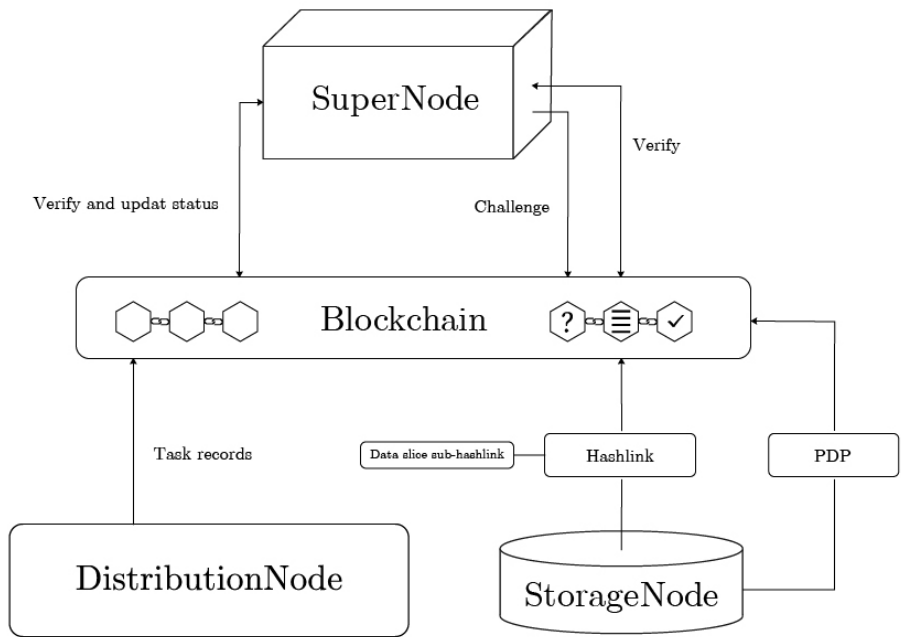 SuperNode
Verify
Verify and updat status
Challenge
Blockchain
?
Task records
Data slice sub-hashlink
Hashlink
PDP
DistributionNode
StorageNode